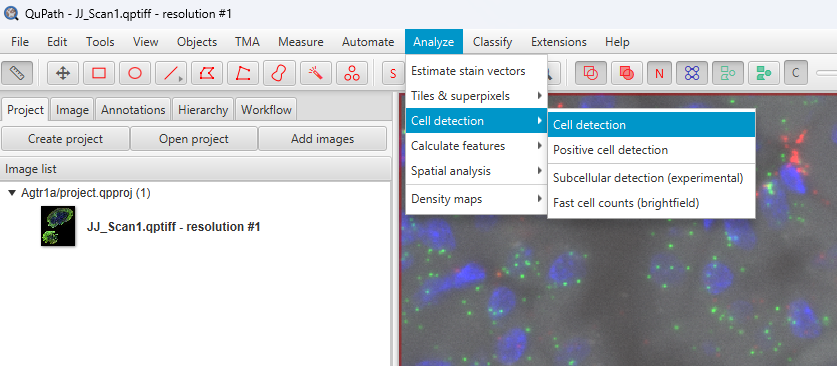 QuPath - JJ_Scan1.qptiff - resolution #1
File Edit Tools View Objects TMA Measure Automate Analyze Classify Extensions Help
S N C
Estimate stain vectors
Tiles & superpixels
Cell detection
Calculate features
Spatial analysis
Density maps
Cell detection
Positive cell detection
Subcellular detection (experimental)
Fast cell counts (brightfield)
Project Image Annotations Hierarchy Workflow
Create project Open project Add images
Image list
Agtr1a/project.qpproj (1)
JJ_Scan1.qptiff - resolution #1